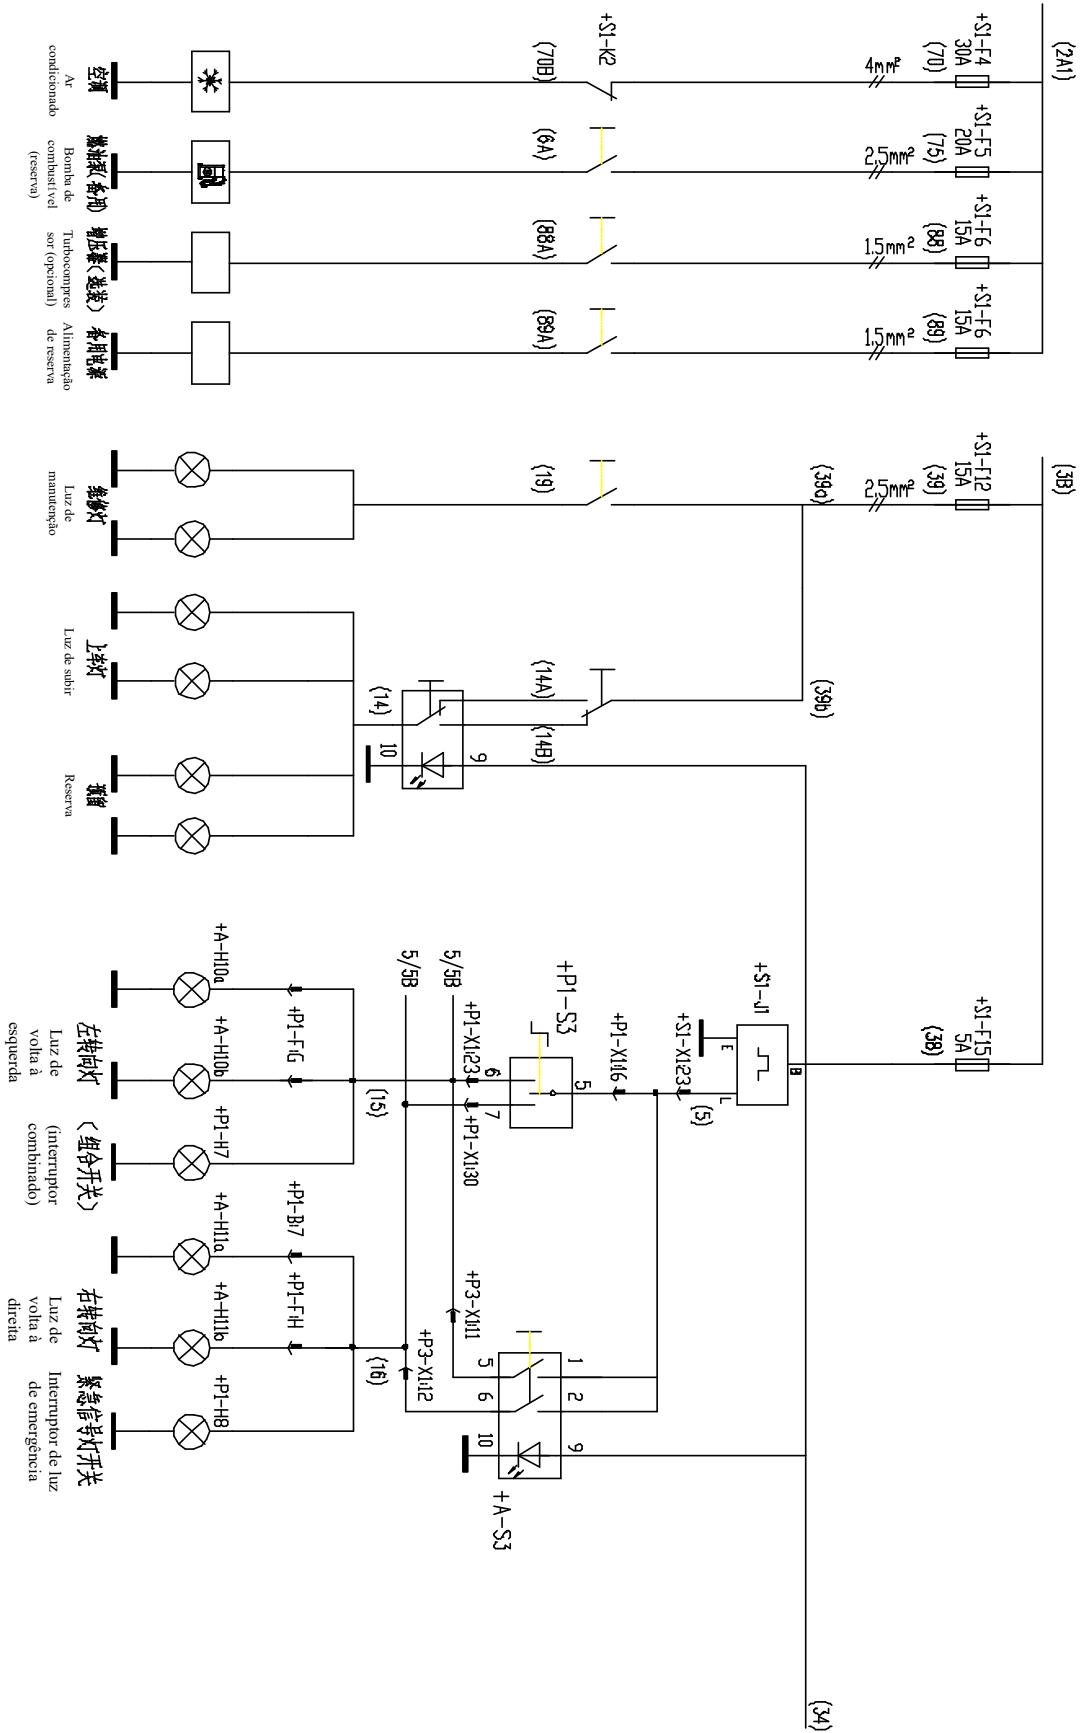 (2A1)
+S1-F4
30A
(70)
4mm²
+S1-K2
(70B)
空调
Ar
condicionado
+S1-F5
20A
(75)
2.5mm²
(6A)
燃油泵(备用)
Bomba de
combustível
(reserva)
+S1-F6
15A
(88)
1.5mm²
(88A)
增压器(选装)
Turbocompres
sor (opcional)
+S1-F6
15A
(89)
1.5mm²
(89A)
备用电源
Alimentação
de reserva
(3B)
+S1-F12
15A
(39)
2.5mm²
(39a)
(19)
维修灯
Luz de
manutenção
(39b)
(14A)
(14B)
(14)
10
9
上车灯
Luz de subir
预留
Reserva
+S1-F15
5A
(38)
+S1-J1
B
E
L
(5)
+S1-X1:23
+P1-X1:16
+P1-S3
5
6
7
+P1-X1:23
+P1-X1:30
5/5B
5/5B
(15)
+P1-F:G
+A-H10a
+A-H10b
+P1-H7
左转向灯
Luz de
volta à
esquerda
(组合开关)
(interruptor
combinado)
+P3-X1:11
+P3-X1:12
(16)
1
2
5
6
10
9
+A-S3
+P1-B:7
+P1-F:H
+A-H11a
+A-H11b
+P1-H8
右转向灯
Luz de
volta à
direita
紧急信号灯开关
Interruptor de luz
de emergência
(34)